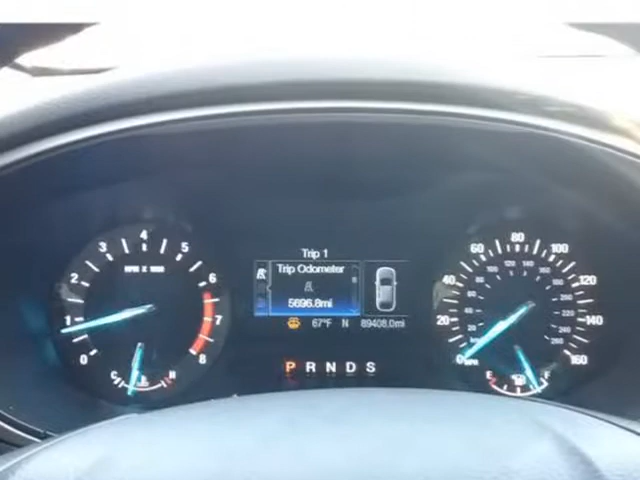 Trip 1
Trip Odometer
5696.8mi
67°F N 89408.0mi
P R N D S
0 1 2 3 4 5 6 7 8
RPM X 1000
C H
0 20 40 60 80 100 120 140 160
MPH
E F